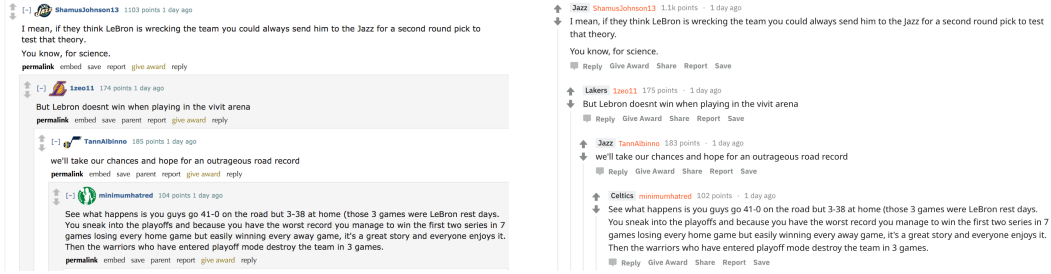 [–] ShamusJohnson13 1103 points 1 day ago
I mean, if they think LeBron is wrecking the team you could always send him to the Jazz for a second round pick to
test that theory.
You know, for science.
permalink embed save report give award reply
[–] 1zeo11 174 points 1 day ago
But Lebron doesnt win when playing in the vivit arena
permalink embed save parent report give award reply
[–] TannAlbinno 185 points 1 day ago
we'll take our chances and hope for an outrageous road record
permalink embed save parent report give award reply
[–] minimumhatred 104 points 1 day ago
See what happens is you guys go 41-0 on the road but 3-38 at home (those 3 games were LeBron rest days.
You sneak into the playoffs and because you have the worst record you manage to win the first two series in 7
games losing every home game but easily winning every away game, it's a great story and everyone enjoys it.
Then the warriors who have entered playoff mode destroy the team in 3 games.
permalink embed save parent report give award reply
Jazz ShamusJohnson13 1.1k points · 1 day ago
I mean, if they think LeBron is wrecking the team you could always send him to the Jazz for a second round pick to test
that theory.
You know, for science.
Reply Give Award Share Report Save
Lakers 1zeo11 175 points · 1 day ago
But Lebron doesnt win when playing in the vivit arena
Reply Give Award Share Report Save
Jazz TannAlbinno 183 points · 1 day ago
we'll take our chances and hope for an outrageous road record
Reply Give Award Share Report Save
Celtics minimumhatred 102 points · 1 day ago
See what happens is you guys go 41-0 on the road but 3-38 at home (those 3 games were LeBron rest days.
You sneak into the playoffs and because you have the worst record you manage to win the first two series in 7
games losing every home game but easily winning every away game, it's a great story and everyone enjoys it.
Then the warriors who have entered playoff mode destroy the team in 3 games.
Reply Give Award Share Report Save